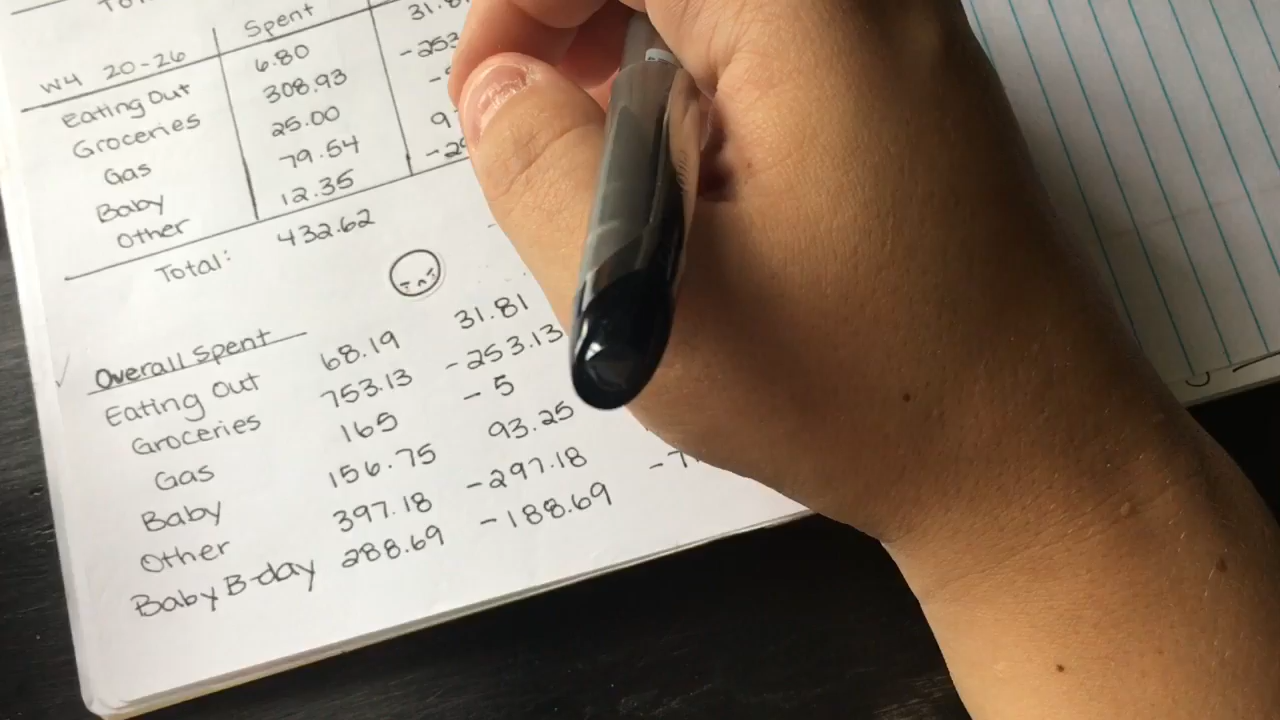 Spent
W4 20-26 6.80
Eating Out 308.93 -253
Groceries 25.00
Gas 79.54
Baby 12.35
Other 432.62
Total:
Overall Spent
Eating Out 68.19 31.81
Groceries 753.13 -253.13
Gas 165 -5
Baby 156.75 93.25
Other 397.18 -297.18
Baby B-day 288.69 -188.69